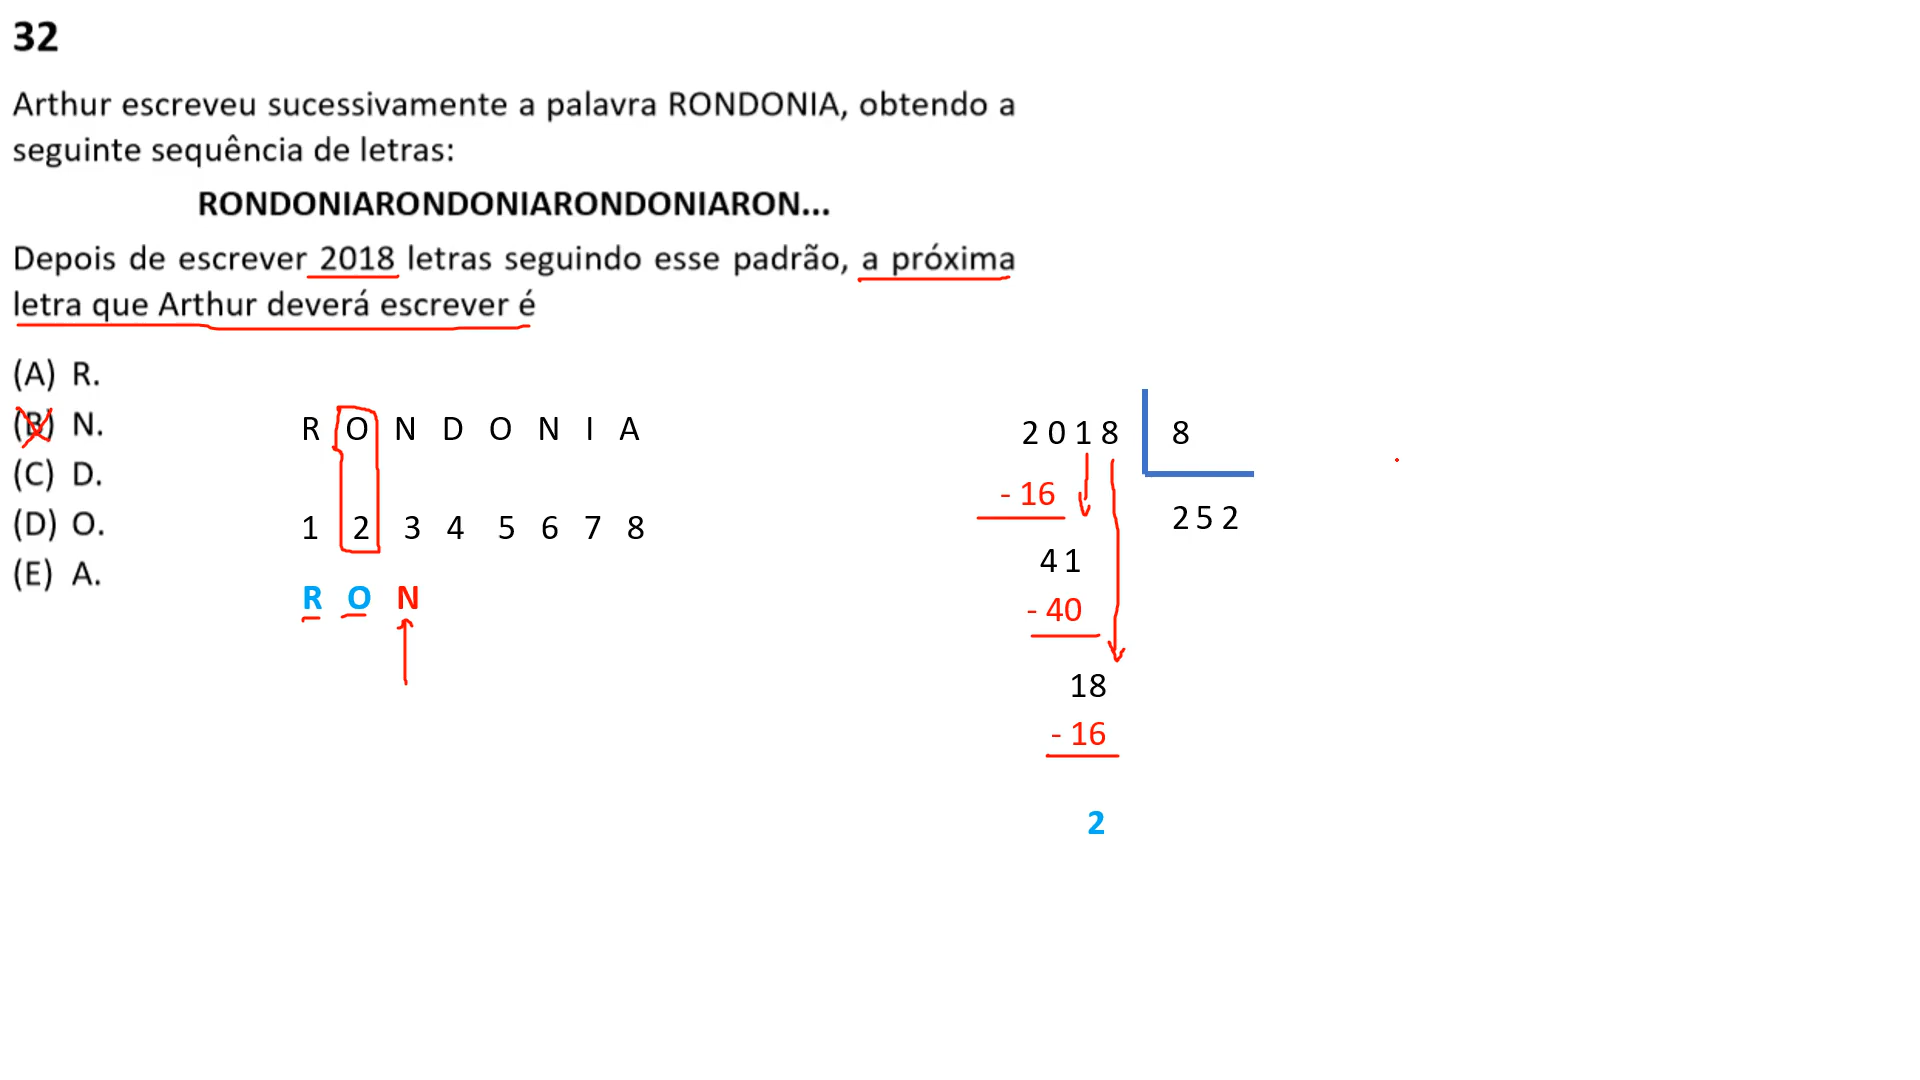 32
Arthur escreveu sucessivamente a palavra RONDONIA, obtendo a
seguinte sequência de letras:
RONDONIARONDONIARONDONIARON...
Depois de escrever 2018 letras seguindo esse padrão, a próxima
letra que Arthur deverá escrever é
(A) R.
(B) N.
(C) D.
(D) O.
(E) A.
R O N D O N I A
1 2 3 4 5 6 7 8
R O N
2018 8
- 16
252
41
- 40
18
- 16
2